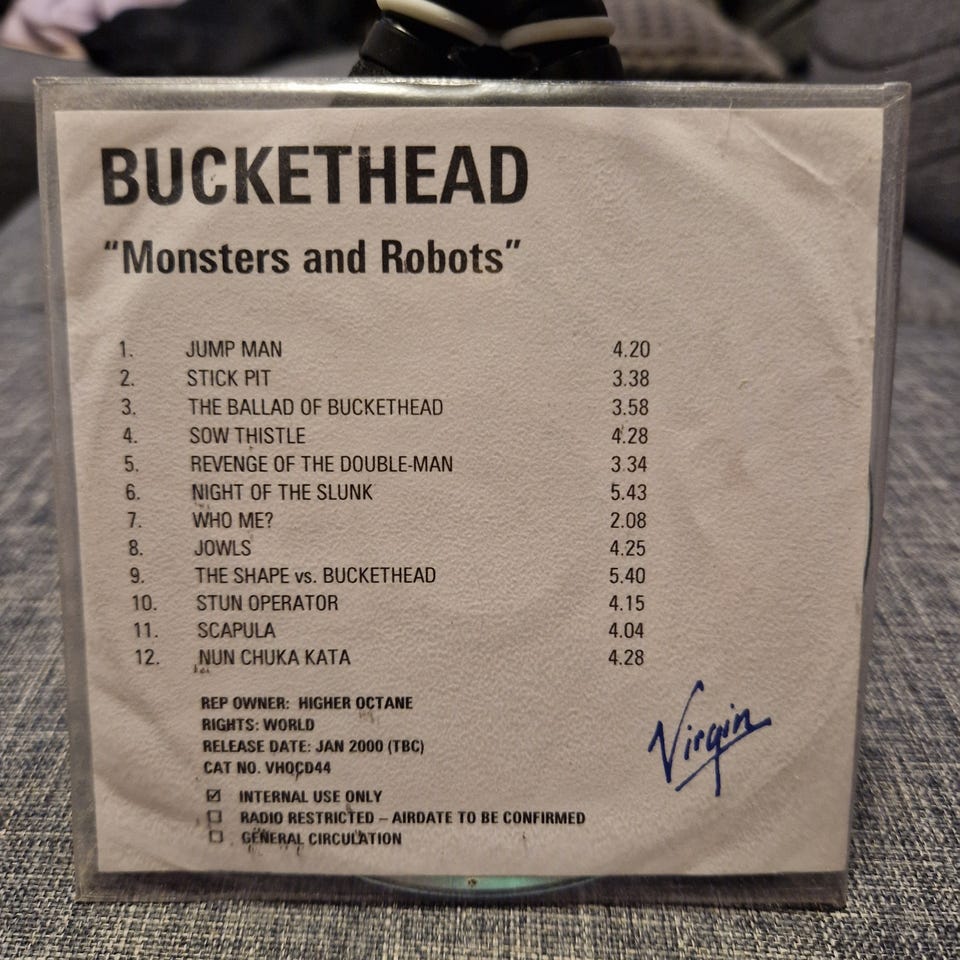 BUCKETHEAD
“Monsters and Robots”
1. JUMP MAN 4.20
2. STICK PIT 3.38
3. THE BALLAD OF BUCKETHEAD 3.58
4. SOW THISTLE 4.28
5. REVENGE OF THE DOUBLE-MAN 3.34
6. NIGHT OF THE SLUNK 5.43
7. WHO ME? 2.08
8. JOWLS 4.25
9. THE SHAPE vs. BUCKETHEAD 5.40
10. STUN OPERATOR 4.15
11. SCAPULA 4.04
12. NUN CHUKA KATA 4.28
REP OWNER: HIGHER OCTANE
RIGHTS: WORLD
RELEASE DATE: JAN 2000 (TBC)
CAT NO. VHOCD44
☑ INTERNAL USE ONLY
☐ RADIO RESTRICTED – AIRDATE TO BE CONFIRMED
☐ GENERAL CIRCULATION
Virgin